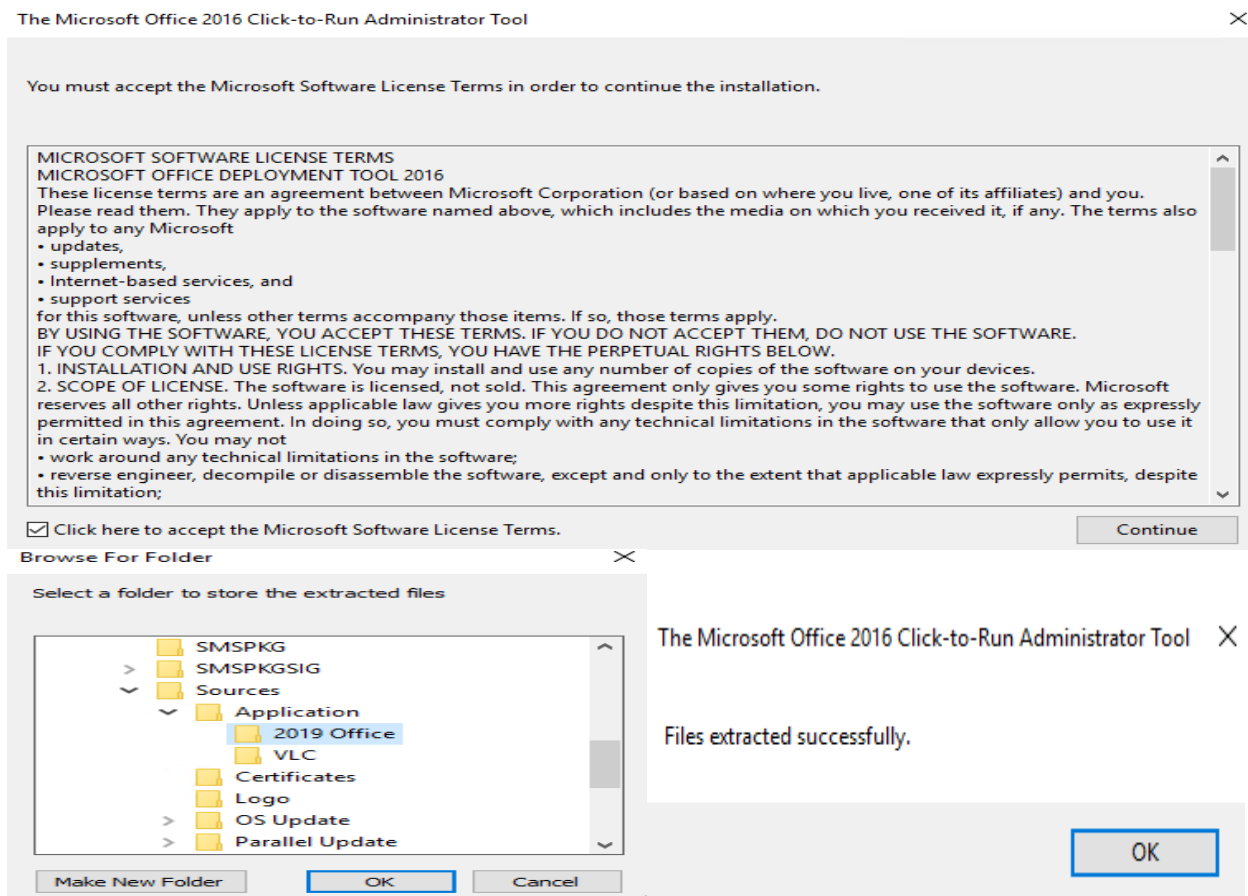 The Microsoft Office 2016 Click-to-Run Administrator Tool
You must accept the Microsoft Software License Terms in order to continue the installation.
MICROSOFT SOFTWARE LICENSE TERMS
MICROSOFT OFFICE DEPLOYMENT TOOL 2016
These license terms are an agreement between Microsoft Corporation (or based on where you live, one of its affiliates) and you.
Please read them. They apply to the software named above, which includes the media on which you received it, if any. The terms also
apply to any Microsoft
• updates,
• supplements,
• Internet-based services, and
• support services
for this software, unless other terms accompany those items. If so, those terms apply.
BY USING THE SOFTWARE, YOU ACCEPT THESE TERMS. IF YOU DO NOT ACCEPT THEM, DO NOT USE THE SOFTWARE.
IF YOU COMPLY WITH THESE LICENSE TERMS, YOU HAVE THE PERPETUAL RIGHTS BELOW.
1. INSTALLATION AND USE RIGHTS. You may install and use any number of copies of the software on your devices.
2. SCOPE OF LICENSE. The software is licensed, not sold. This agreement only gives you some rights to use the software. Microsoft
reserves all other rights. Unless applicable law gives you more rights despite this limitation, you may use the software only as expressly
permitted in this agreement. In doing so, you must comply with any technical limitations in the software that only allow you to use it
in certain ways. You may not
• work around any technical limitations in the software;
• reverse engineer, decompile or disassemble the software, except and only to the extent that applicable law expressly permits, despite
this limitation;
Click here to accept the Microsoft Software License Terms.
Continue
Browse For Folder
Select a folder to store the extracted files
SMSPKG
SMSPKGSIG
Sources
Application
2019 Office
VLC
Certificates
Logo
OS Update
Parallel Update
Make New Folder
OK
Cancel
The Microsoft Office 2016 Click-to-Run Administrator Tool
Files extracted successfully.
OK